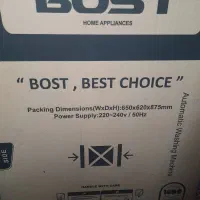 BOST
HOME APPLIANCES
“ BOST , BEST CHOICE ”
Packing Dimensions(WxDxH):650x620x875mm
Power Supply:220~240v / 50Hz
Automatic Washing Machine